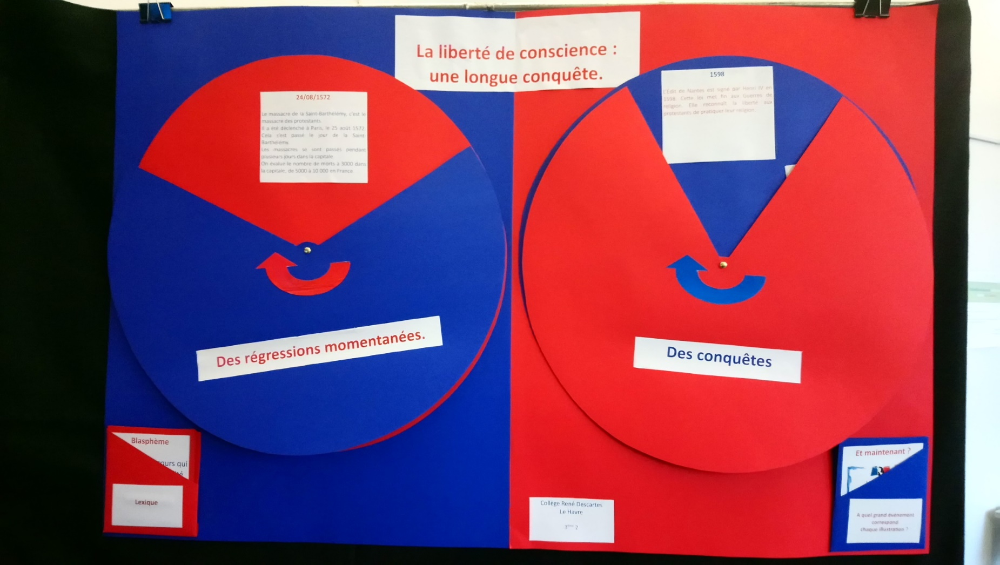 La liberté de conscience :
une longue conquête.
24/08/1572
Le massacre de la Saint-Barthélémy, c'est le
massacre des protestants.
Il a été déclenché à Paris, le 25 août 1572.
Cela s'est passé le jour de la Saint-
Barthélémy.
Les massacres se sont passés pendant
plusieurs jours dans la capitale.
On évalue le nombre de morts à 3000 dans
la capitale, de 5000 à 10 000 en France.
Des régressions momentanées.
1598
L'Edit de Nantes est signé par Henri IV en
1598. Cette loi met fin aux Guerres de
religion. Elle reconnaît la liberté aux
protestants de pratiquer leur religion.
Des conquêtes
Blasphème
ours qui
té
Lexique
Collège René Descartes
Le Havre
3ème 2
Et maintenant ?
A quel grand événement
correspond
chaque illustration ?